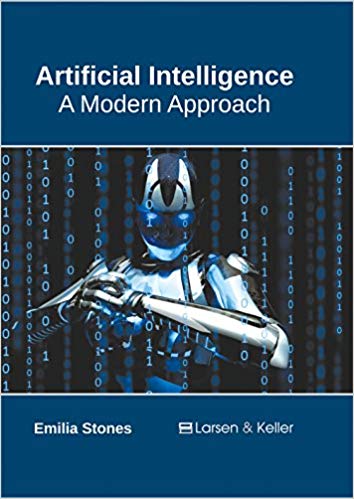 Artificial Intelligence
A Modern Approach
Emilia Stones
Larsen & Keller